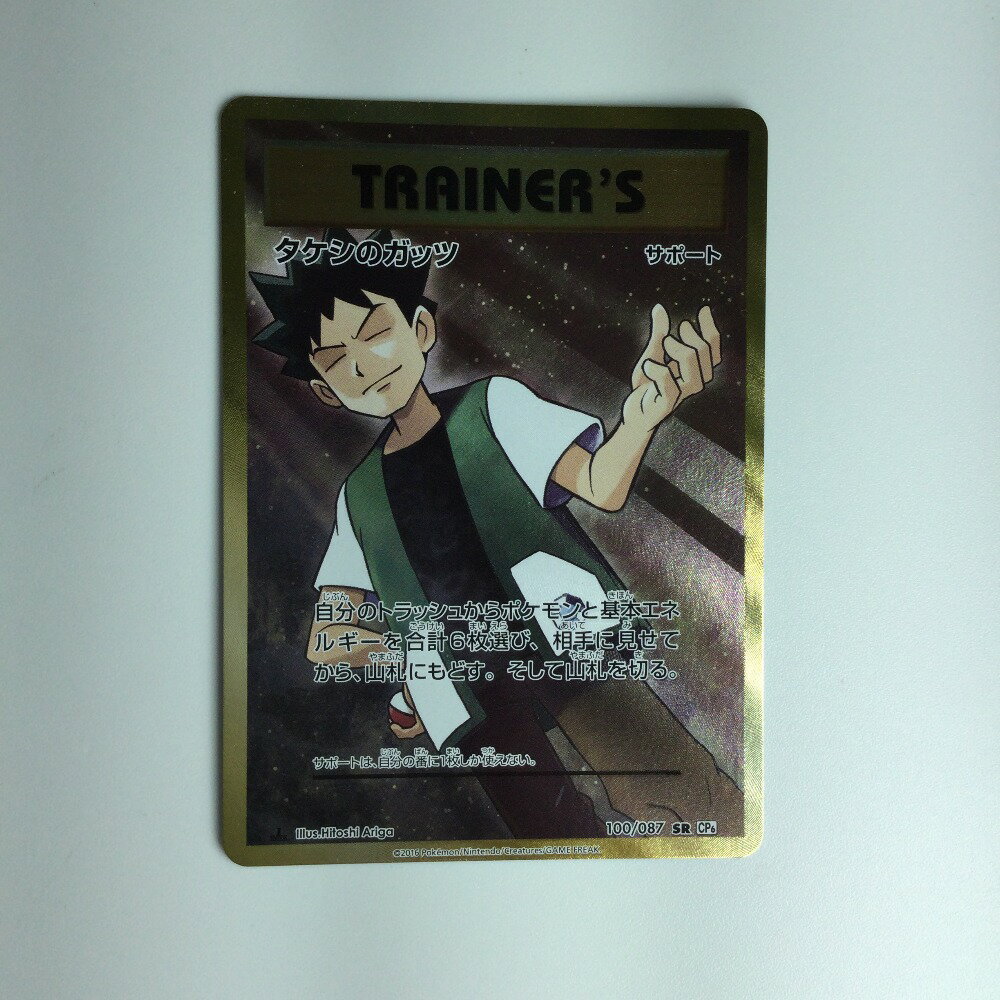 TRAINER'S
タケシのガッツ サポート
自分のトラッシュからポケモンと基本エネ
ルギーを合計6枚選び、相手に見せて
から、山札にもどす。そして山札を切る。
サポートは、自分の番に1枚しか使えない。
Illus.Hitoshi Ariga 100/087 SR CP6
©2016 Pokémon/Nintendo/Creatures/GAME FREAK.